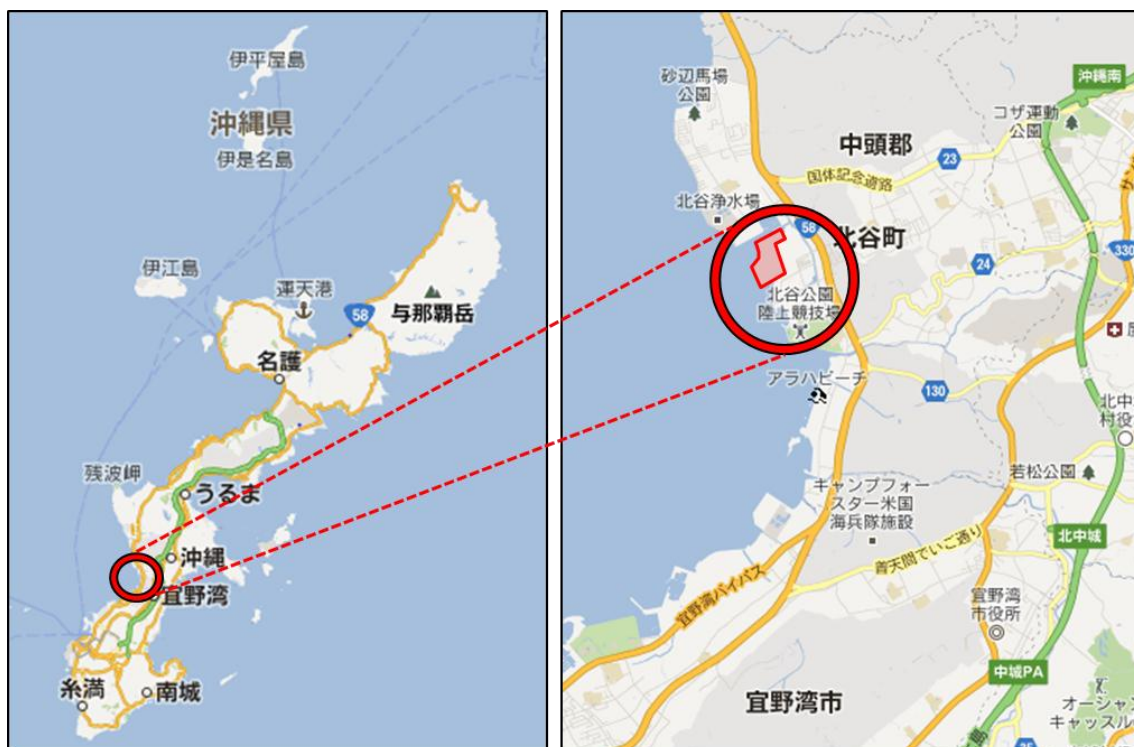 伊平屋島
沖縄県
伊是名島
伊江島
運天港
58
与那覇岳
名護
残波岬
うるま
沖縄
宜野湾
糸満
南城
砂辺馬場
公園
沖縄南
コザ運動
公園
中頭郡
23
国体記念道路
北谷浄水場
58
北谷町
330
24
北谷公園
陸上競技場
アラハビーチ
130
北中
村役
若松公園
キャンプフォー
スター米国
海兵隊施設
北中城
普天間でいご通り
宜野湾バイパス
宜野湾
市役所
中城PA
宜野湾市
オーシャン
キャッスル
35